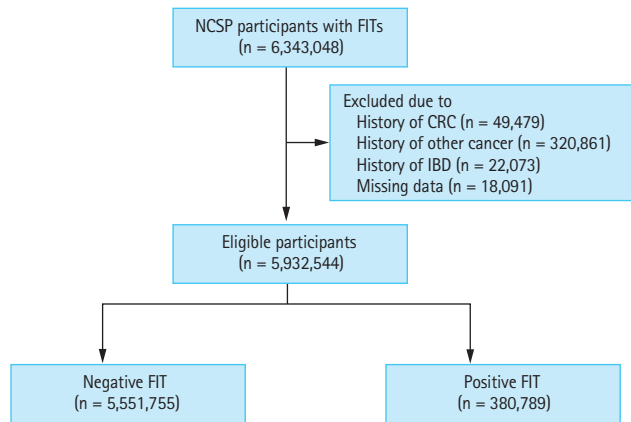 NCSP participants with FITs
(n = 6,343,048)
Excluded due to
History of CRC (n = 49,479)
History of other cancer (n = 320,861)
History of IBD (n = 22,073)
Missing data (n = 18,091)
Eligible participants
(n = 5,932,544)
Negative FIT
(n = 5,551,755)
Positive FIT
(n = 380,789)